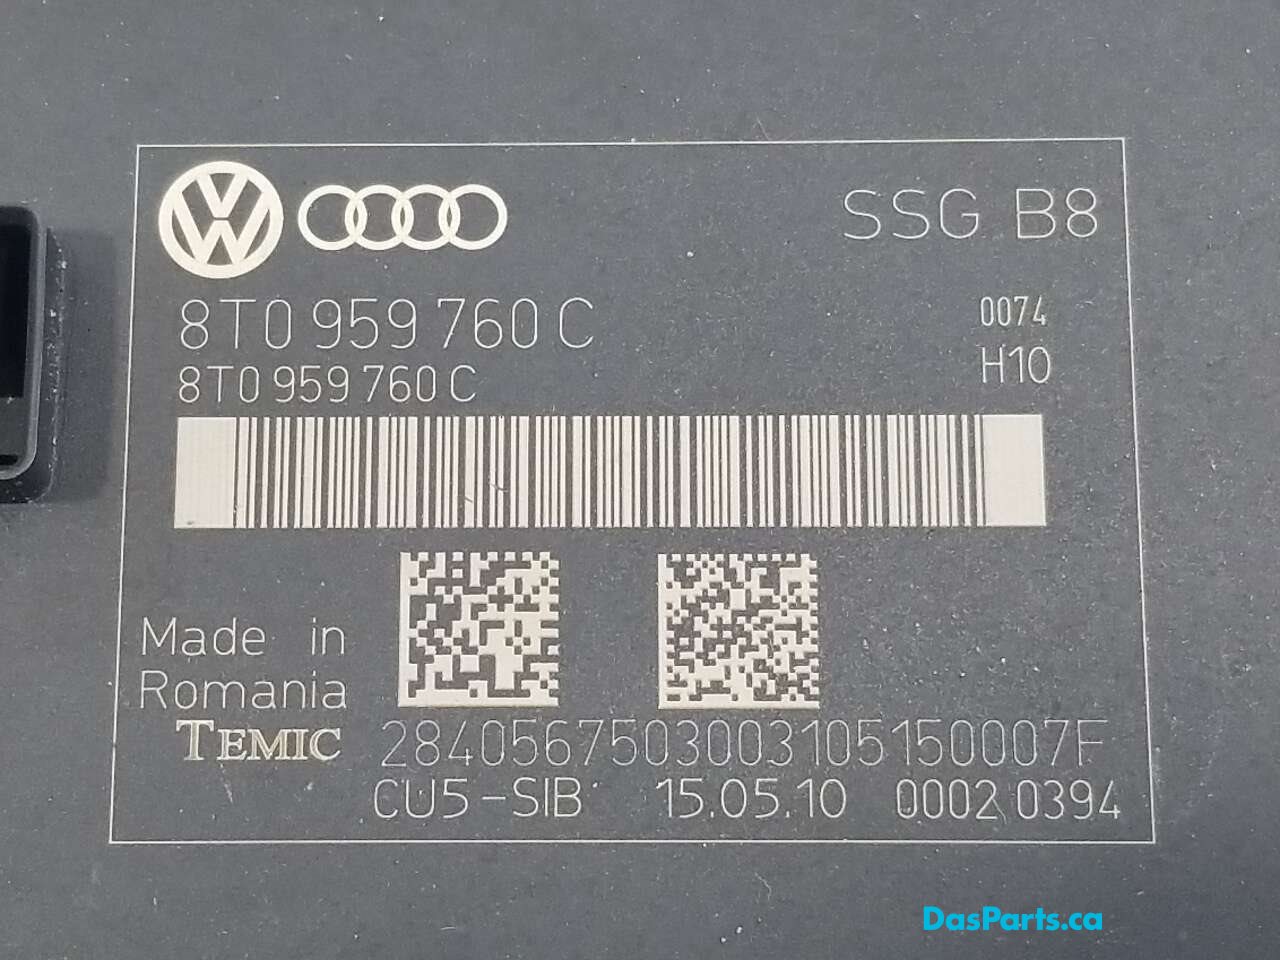 SSG B8
8T0 959 760 C
0074
8T0 959 760 C
H10
Made in
Romania
TEMIC
2840567503003105150007F
CU5-SIB 15.05.10 0002 0394
DasParts.ca